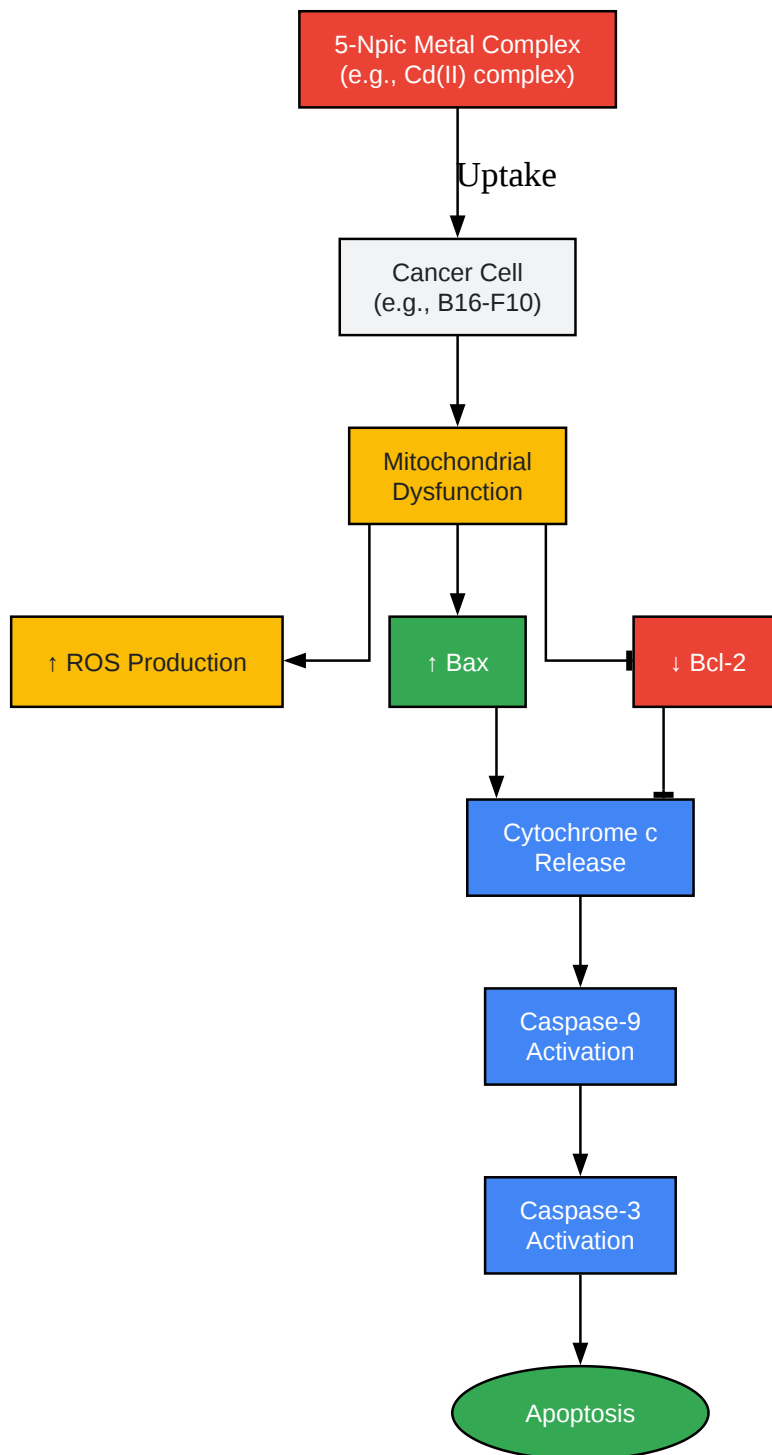 5-Npic Metal Complex
(e.g., Cd(II) complex)
Uptake
Cancer Cell
(e.g., B16-F10)
Mitochondrial
Dysfunction
↑ ROS Production
↑ Bax
↓ Bcl-2
Cytochrome c
Release
Caspase-9
Activation
Caspase-3
Activation
Apoptosis